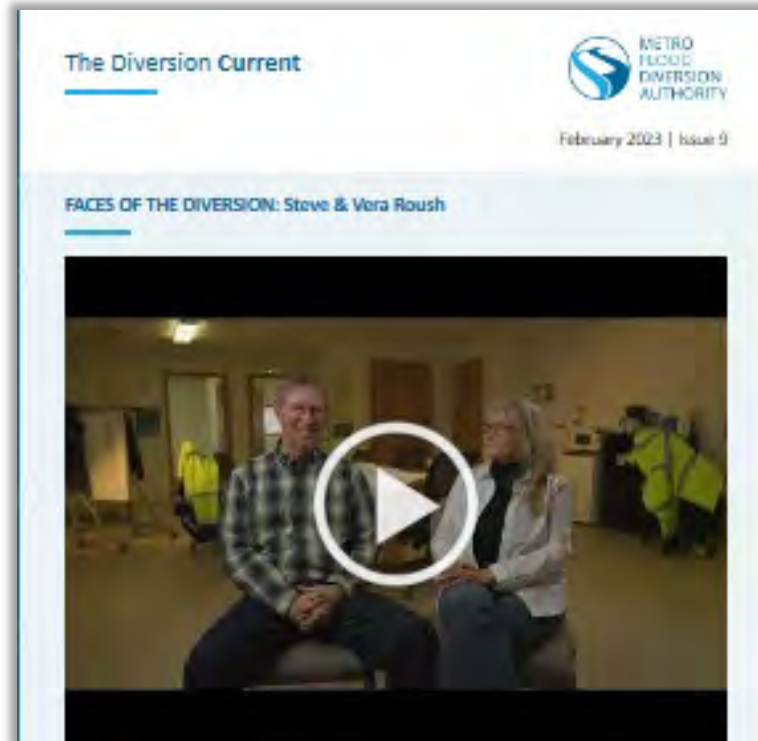 The Diversion Current
METRO
FLOOD
DIVERSION
AUTHORITY
February 2023 | Issue 9
FACES OF THE DIVERSION: Steve & Vera Roush